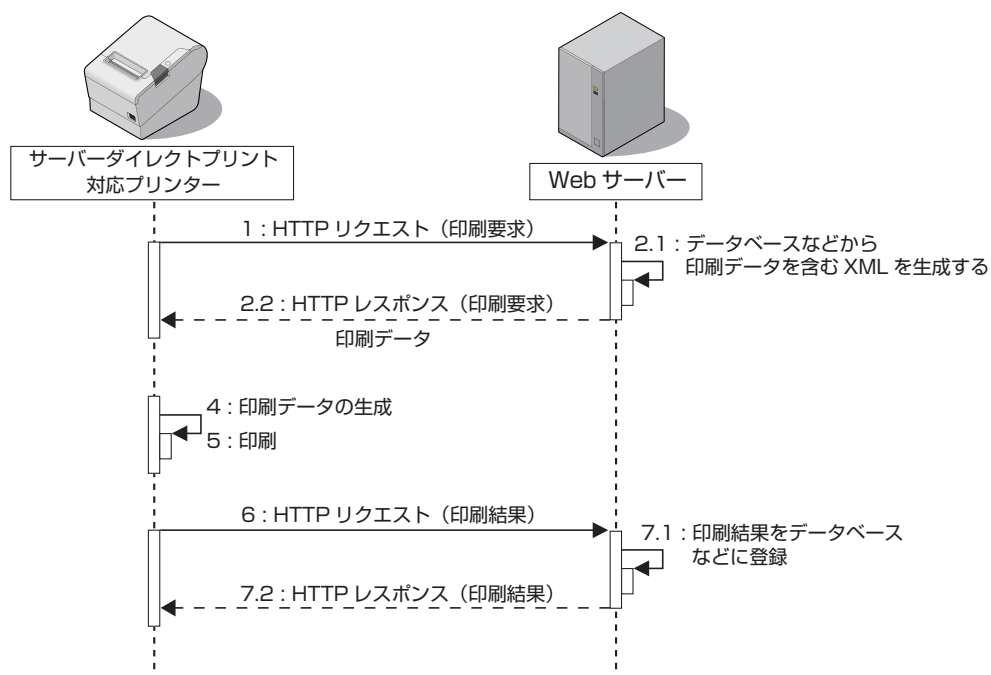 サーバーダイレクトプリント
対応プリンター
Web サーバー
1 : HTTP リクエスト（印刷要求）
2.1 : データベースなどから
印刷データを含む XML を生成する
2.2 : HTTP レスポンス（印刷要求）
印刷データ
4 : 印刷データの生成
5 : 印刷
6 : HTTP リクエスト（印刷結果）
7.1 : 印刷結果をデータベース
などに登録
7.2 : HTTP レスポンス（印刷結果）